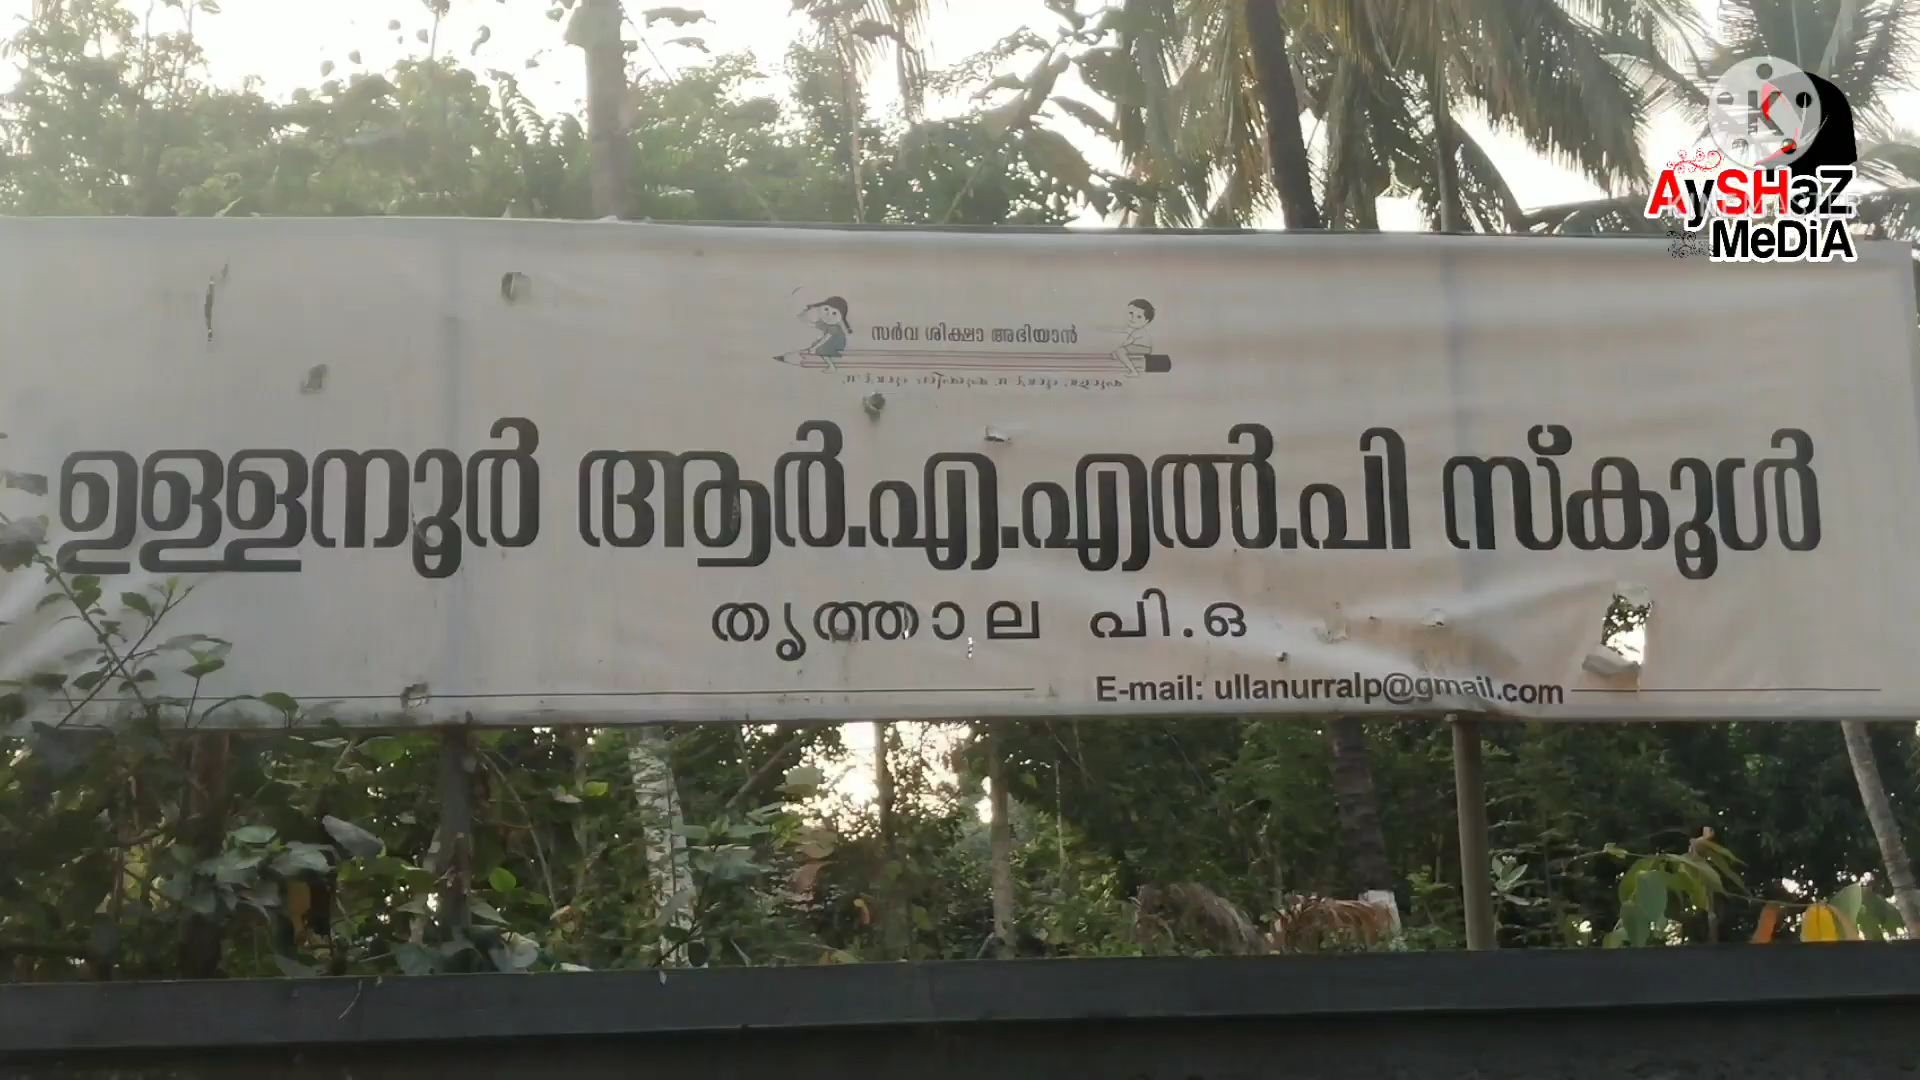 സർവ ശിക്ഷാ അഭിയാൻ
ഉള്ളനൂർ ആർ.എ.എൽ.പി സ്കൂൾ
തൃത്താല പി.ഒ
E-mail: ullanurralp@gmail.com
K
AySHaZ
MeDiA